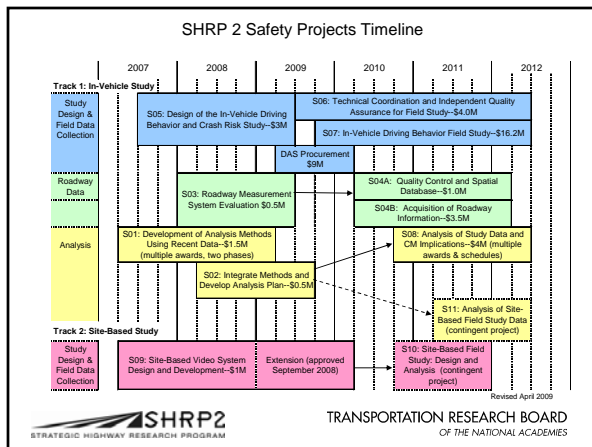 SHRP 2 Safety Projects Timeline
2007 2008 2009 2010 2011 2012
Track 1: In-Vehicle Study
Study
Design &
Field Data
Collection
S05: Design of the In-Vehicle Driving
Behavior and Crash Risk Study--$3M
S06: Technical Coordination and Independent Quality
Assurance for Field Study--$4.0M
S07: In-Vehicle Driving Behavior Field Study--$16.2M
DAS Procurement
$9M
Roadway
Data
S03: Roadway Measurement
System Evaluation $0.5M
S04A: Quality Control and Spatial
Database--$1.0M
S04B: Acquisition of Roadway
Information--$3.5M
Analysis
S01: Development of Analysis Methods
Using Recent Data--$1.5M
(multiple awards, two phases)
S02: Integrate Methods and
Develop Analysis Plan--$0.5M
S08: Analysis of Study Data and
CM Implications--$4M (multiple
awards & schedules)
S11: Analysis of Site-
Based Field Study Data
(contingent project)
Track 2: Site-Based Study
Study
Design &
Field Data
Collection
S09: Site-Based Video System
Design and Development--$1M
Extension (approved
September 2008)
S10: Site-Based Field
Study: Design and
Analysis (contingent
project)
Revised April 2009
SHRP2
STRATEGIC HIGHWAY RESEARCH PROGRAM
TRANSPORTATION RESEARCH BOARD
OF THE NATIONAL ACADEMIES